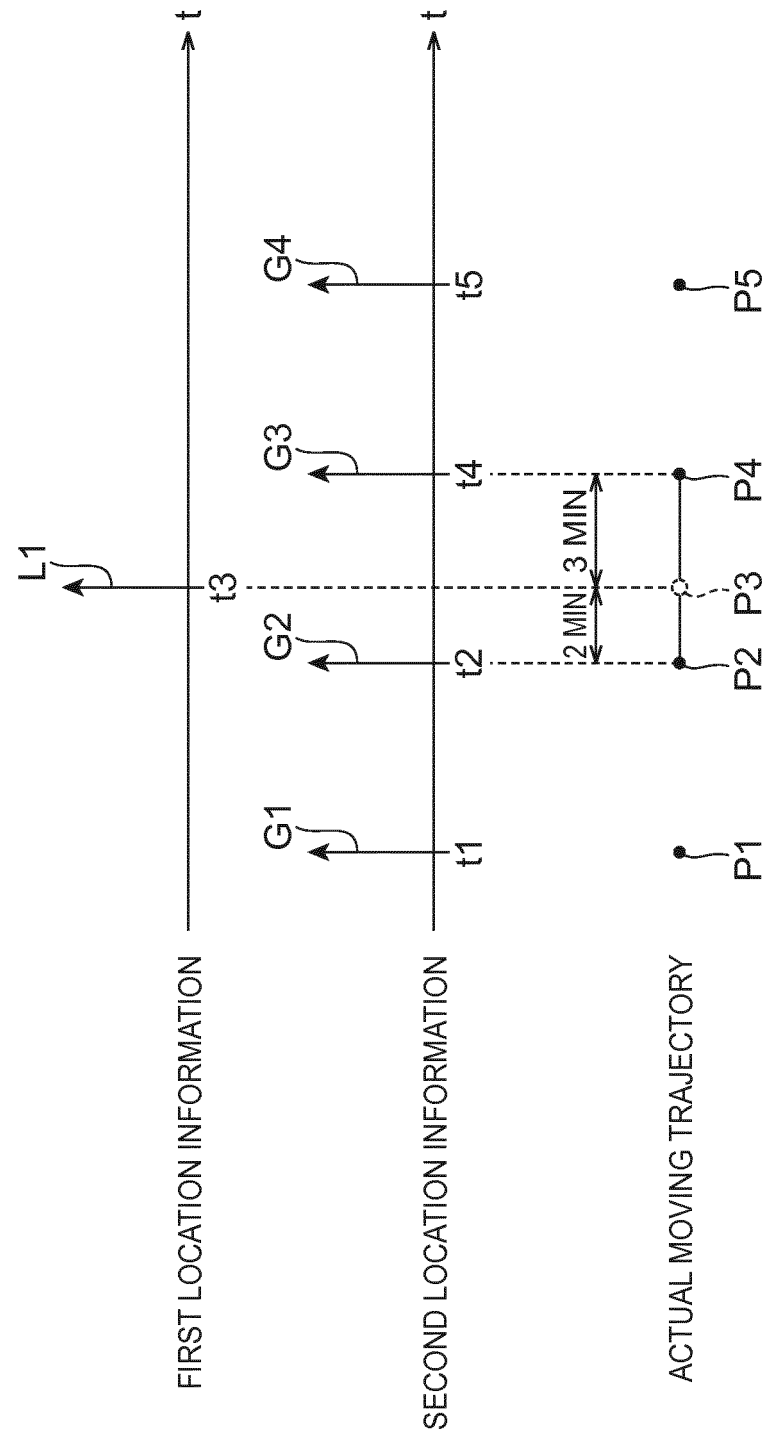 L1
FIRST LOCATION INFORMATION
t3
t
G1
G2
G3
G4
SECOND LOCATION INFORMATION
t1
t2
t4
t5
t
2 MIN
3 MIN
ACTUAL MOVING TRAJECTORY
P1
P2
P3
P4
P5